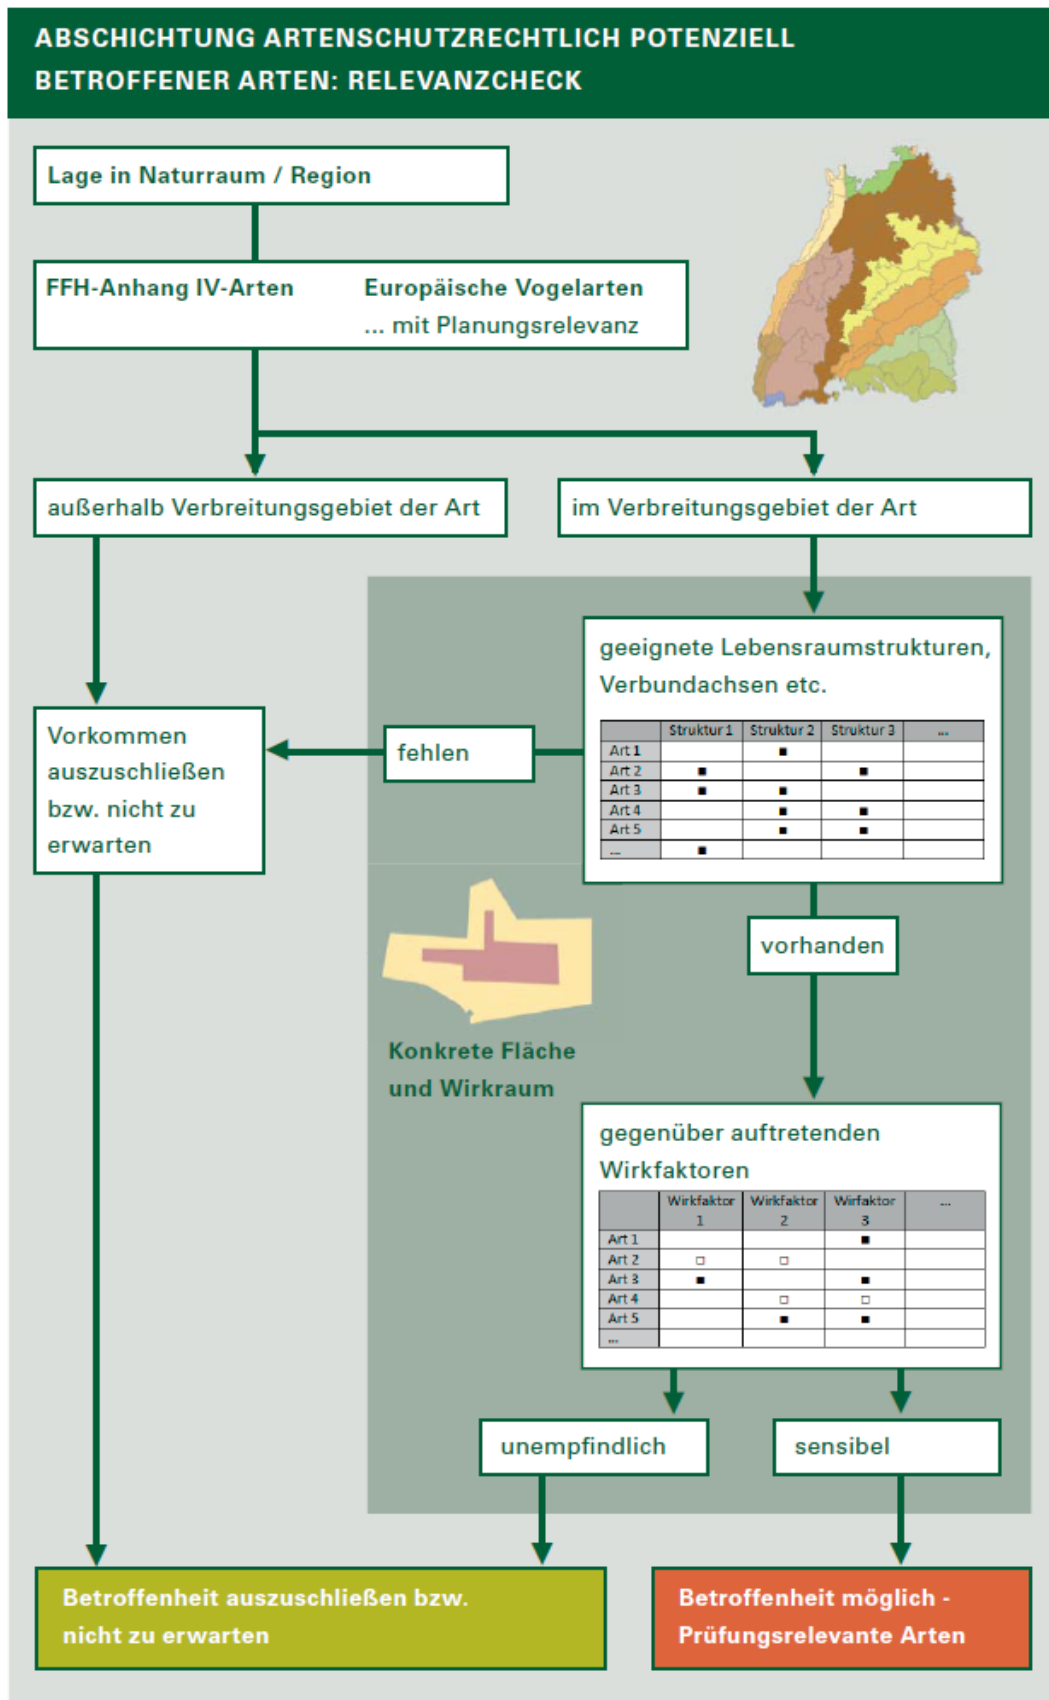 ABSCHICHTUNG ARTENSCHUTZRECHTLICH POTENZIELL
BETROFFENER ARTEN: RELEVANZCHECK
Lage in Naturraum / Region
FFH-Anhang IV-Arten
Europäische Vogelarten
... mit Planungsrelevanz
außerhalb Verbreitungsgebiet der Art
im Verbreitungsgebiet der Art
geeignete Lebensraumstrukturen,
Verbundachsen etc.
Struktur 1 Struktur 2 Struktur 3 ...
Art 1 ■
Art 2 ■ ■
Art 3 ■ ■
Art 4 ■ ■
Art 5 ■ ■
... ■
fehlen
Vorkommen
auszuschließen
bzw. nicht zu
erwarten
vorhanden
Konkrete Fläche
und Wirkraum
gegenüber auftretenden
Wirkfaktoren
Wirkfaktor Wirkfaktor Wirfaktor ...
1 2 3
Art 1 ■
Art 2 □ □
Art 3 ■ ■
Art 4 □ □
Art 5 ■ ■
...
unempfindlich
sensibel
Betroffenheit auszuschließen bzw.
nicht zu erwarten
Betroffenheit möglich -
Prüfungsrelevante Arten